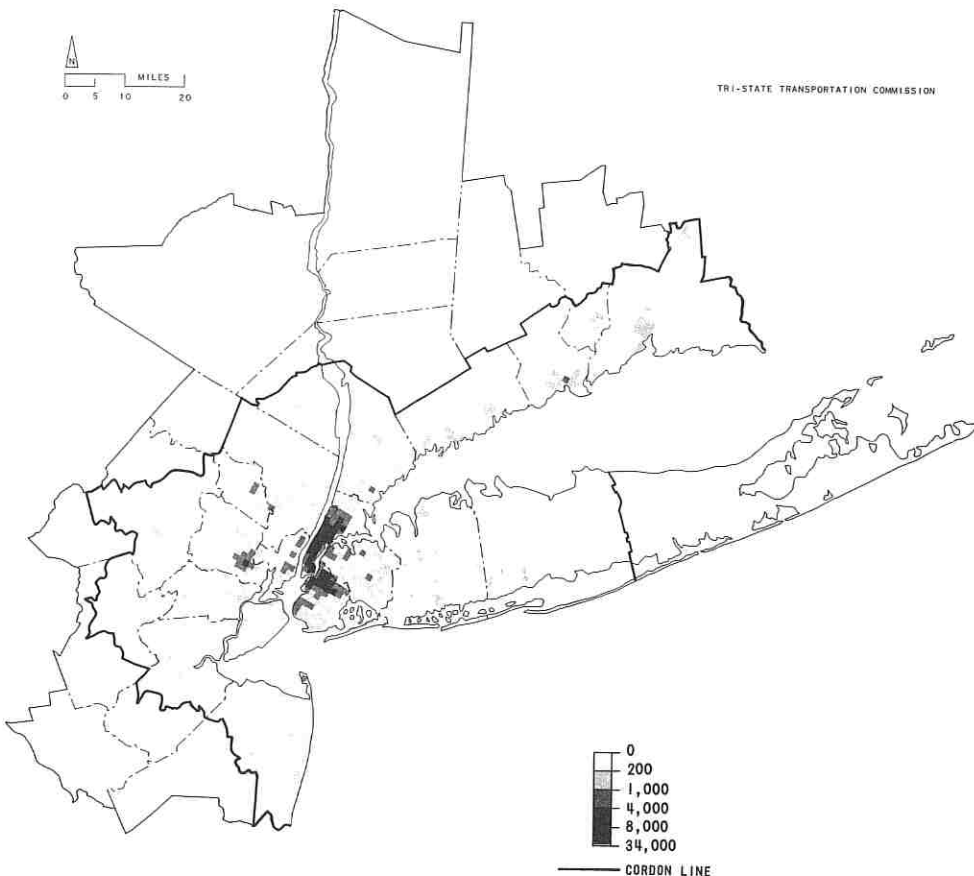 N
MILES
0 5 10 20
TRI-STATE TRANSPORTATION COMMISSION
0
200
1,000
4,000
8,000
34,000
CORDON LINE